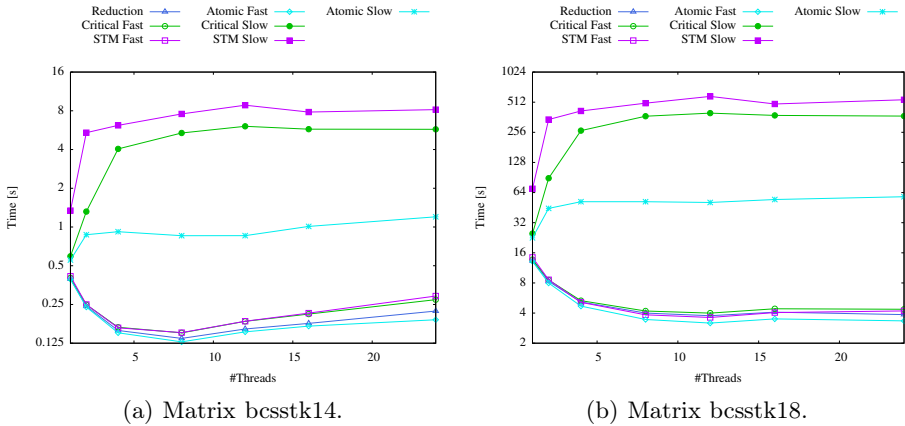 Reduction Atomic Fast Atomic Slow
Critical Fast Critical Slow
STM Fast STM Slow
16
8
4
2
1
0.5
0.25
0.125
Time [s]
5 10 15 20
#Threads
(a) Matrix bcsstk14.
Reduction Atomic Fast Atomic Slow
Critical Fast Critical Slow
STM Fast STM Slow
1024
512
256
128
64
32
16
8
4
2
Time [s]
5 10 15 20
#Threads
(b) Matrix bcsstk18.